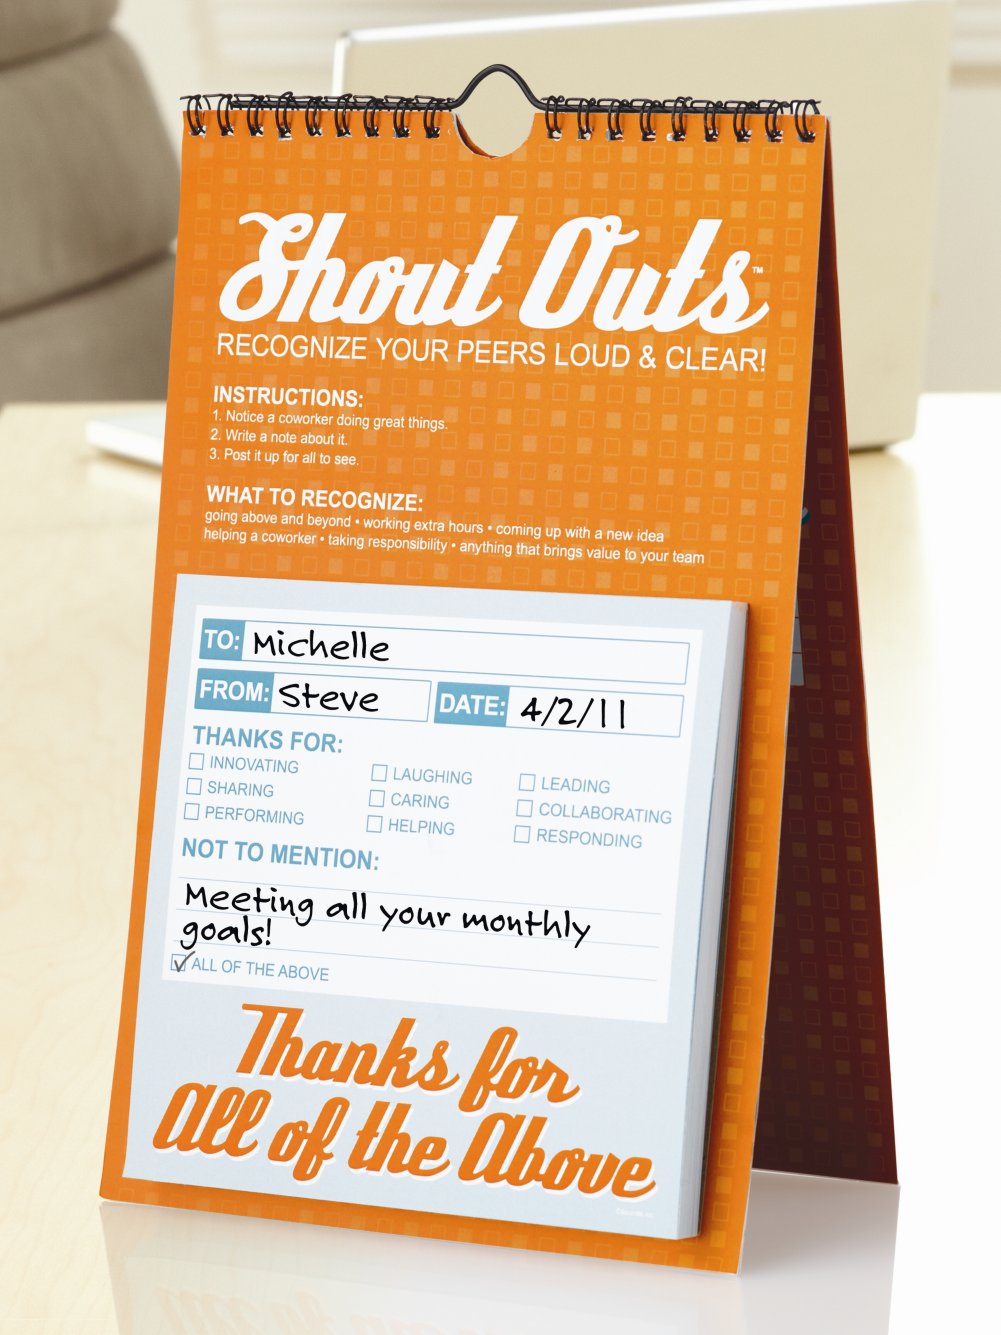 Shout Outs™
RECOGNIZE YOUR PEERS LOUD & CLEAR!
INSTRUCTIONS:
1. Notice a coworker doing great things.
2. Write a note about it.
3. Post it up for all to see.
WHAT TO RECOGNIZE:
going above and beyond • working extra hours • coming up with a new idea
helping a coworker • taking responsibility • anything that brings value to your team
TO: Michelle
FROM: Steve DATE: 4/2/11
THANKS FOR:
INNOVATING LAUGHING LEADING
SHARING CARING COLLABORATING
PERFORMING HELPING RESPONDING
NOT TO MENTION:
Meeting all your monthly
goals!
ALL OF THE ABOVE
Thanks for
All of the Above